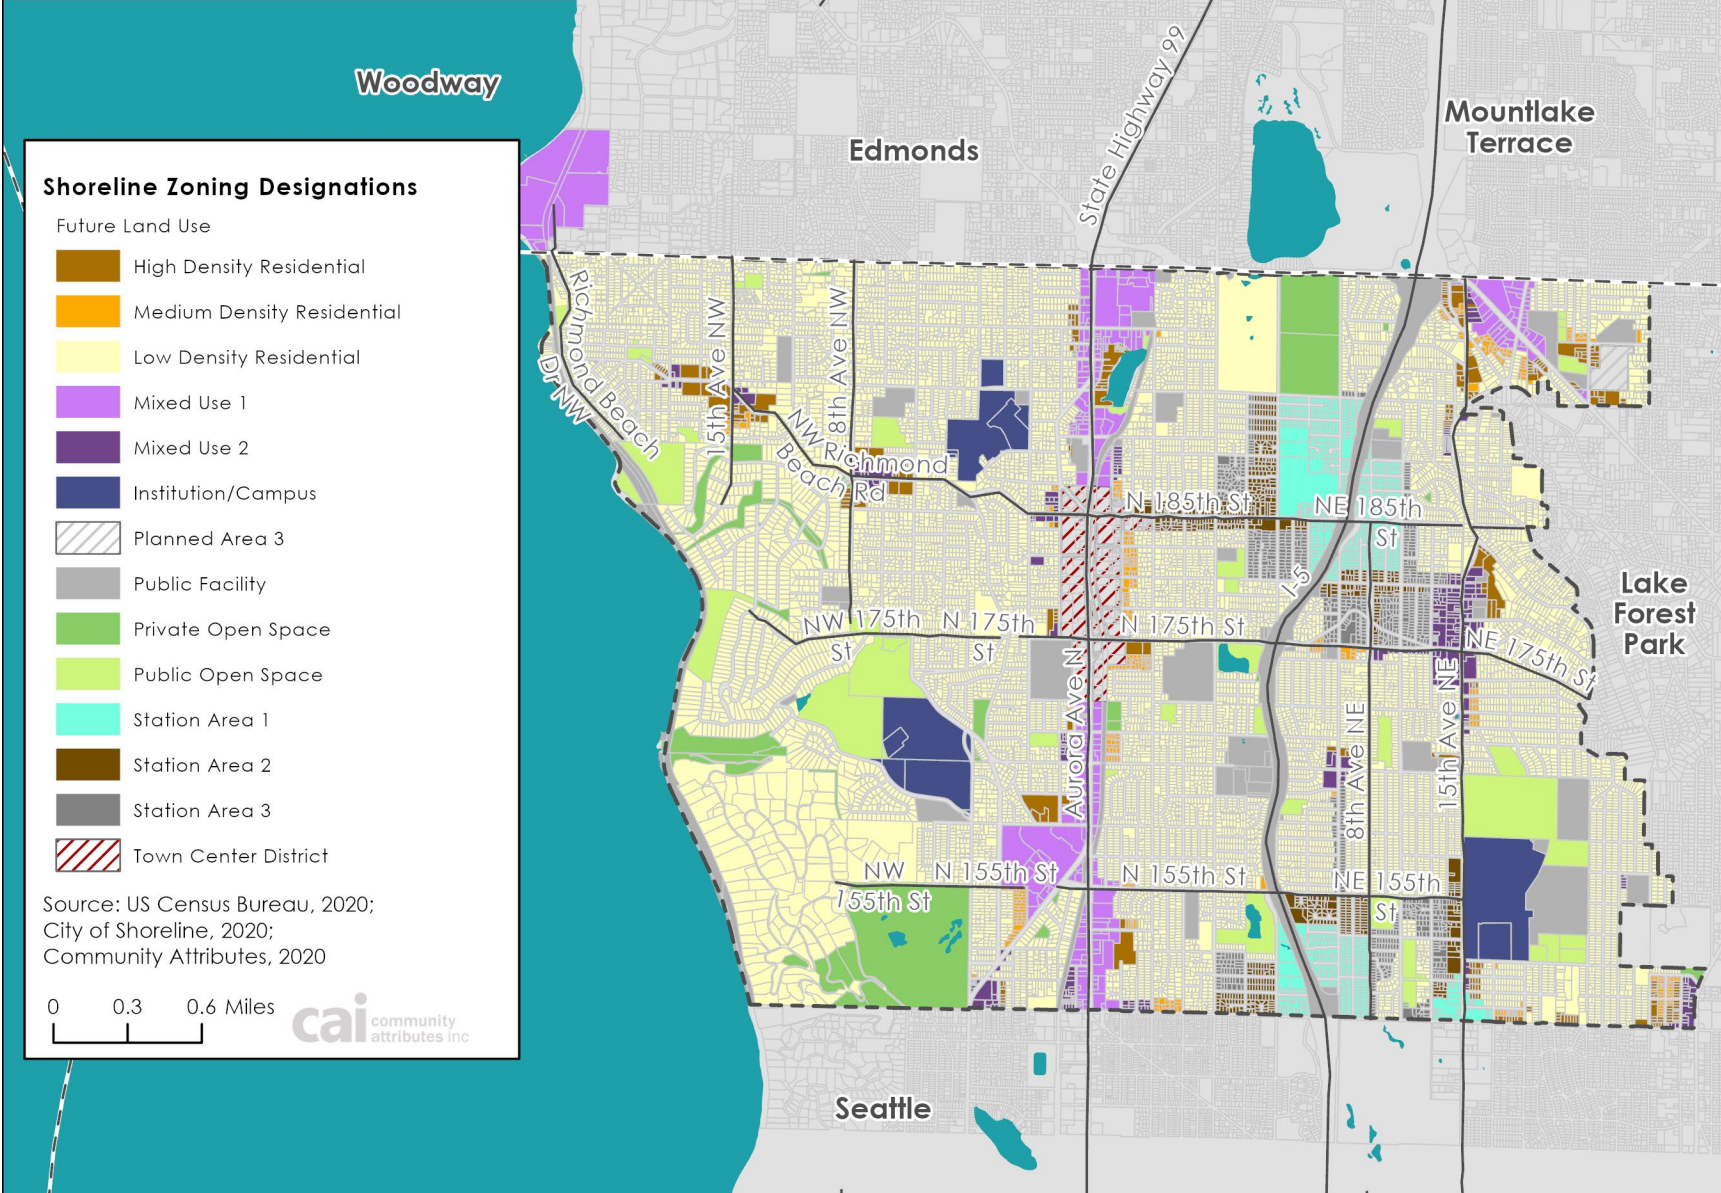 Woodway
Edmonds
State Highway 99
Mountlake
Terrace
Shoreline Zoning Designations
Future Land Use
High Density Residential
Medium Density Residential
Low Density Residential
Mixed Use 1
Mixed Use 2
Institution/Campus
Planned Area 3
Public Facility
Private Open Space
Public Open Space
Station Area 1
Station Area 2
Station Area 3
Town Center District
Source: US Census Bureau, 2020;
City of Shoreline, 2020;
Community Attributes, 2020
0 0.3 0.6 Miles
cai community
attributes inc
Richmond Beach
Dr NW
15th Ave NW
8th Ave NW
NW Richmond
Beach Rd
N 185th St
NE 185th
St
I-5
Lake
Forest
Park
NW 175th
St
N 175th
St
N 175th St
NE 175th St
Aurora Ave N
8th Ave NE
15th Ave NE
NW
155th St
N 155th St
N 155th St
NE 155th
St
Seattle